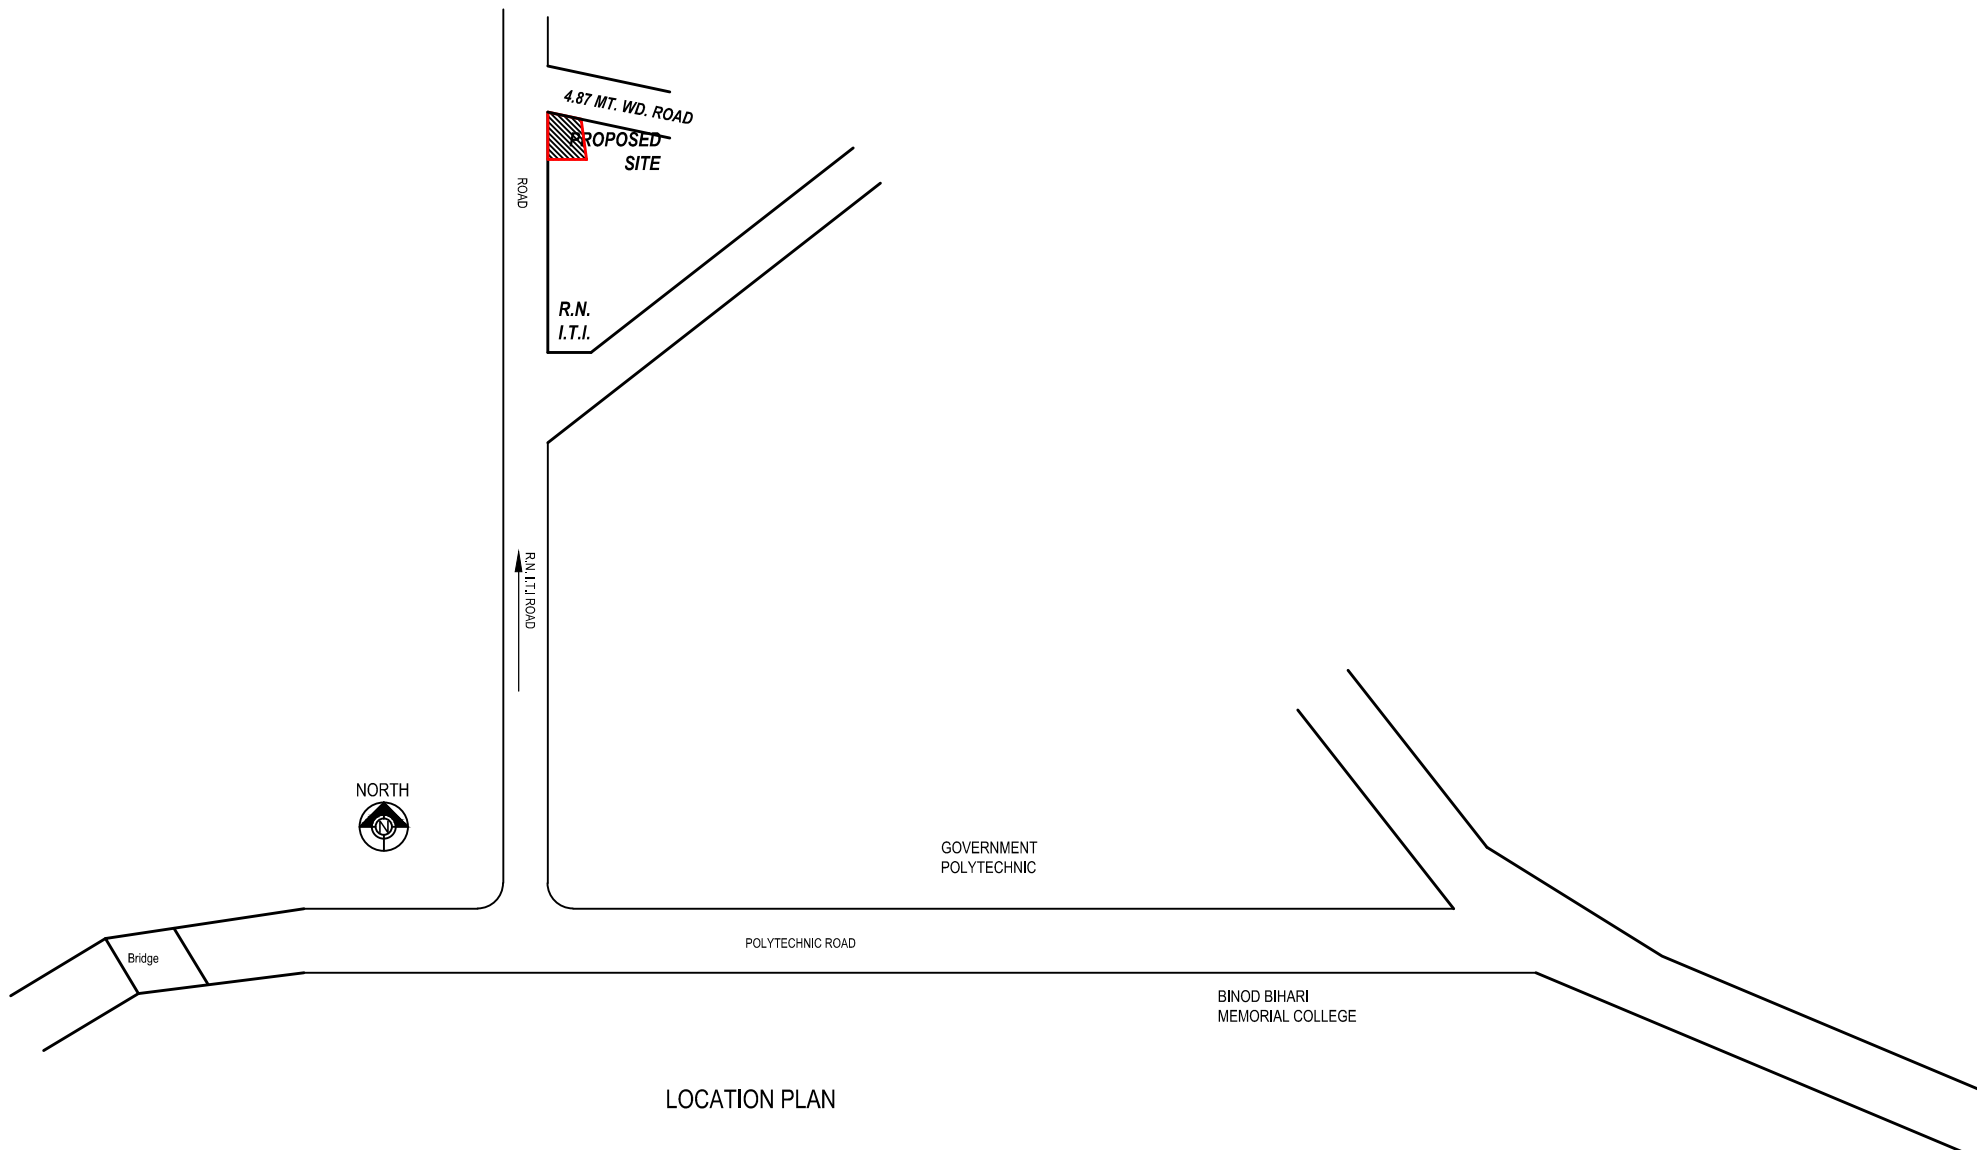 4.87 MT. WD. ROAD
PROPOSED
SITE
ROAD
R.N.
I.T.I.
R.N. I.T.I ROAD
NORTH
N
GOVERNMENT
POLYTECHNIC
POLYTECHNIC ROAD
Bridge
BINOD BIHARI
MEMORIAL COLLEGE
LOCATION PLAN